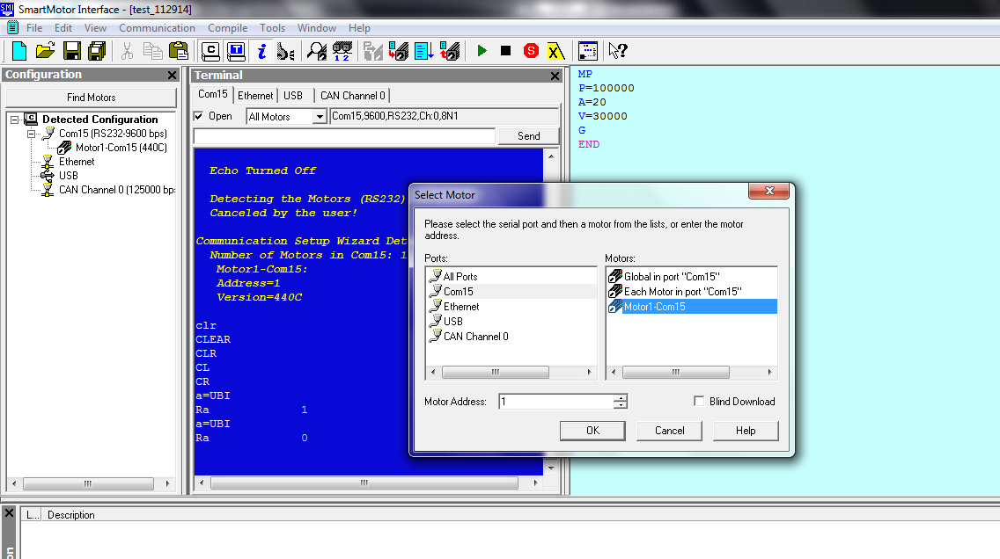 SMI SmartMotor Interface - [test_112914]
File Edit View Communication Compile Tools Window Help
Configuration
Find Motors
Detected Configuration
Com15 (RS232-9600 bps)
Motor1-Com15 (440C)
Ethernet
USB
CAN Channel 0 (125000 bp
Terminal
Com15 Ethernet USB CAN Channel 0
Open All Motors Com15,9600,RS232,Ch:0,8N1
Send
Echo Turned Off
Detecting the Motors (RS232)
Canceled by the user!
Communication Setup Wizard Det
Number of Motors in Com15: 1
Motor1-Com15:
Address=1
Version=440C
clr
CLEAR
CLR
CL
CR
a=UBI
Ra 1
a=UBI
Ra 0
MP
P=100000
A=20
V=30000
G
END
Select Motor
Please select the serial port and then a motor from the lists, or enter the motor
address.
Ports:
All Ports
Com15
Ethernet
USB
CAN Channel 0
Motors:
Global in port "Com15"
Each Motor in port "Com15"
Motor1-Com15
Motor Address: 1
Blind Download
OK Cancel Help
L... Description
on